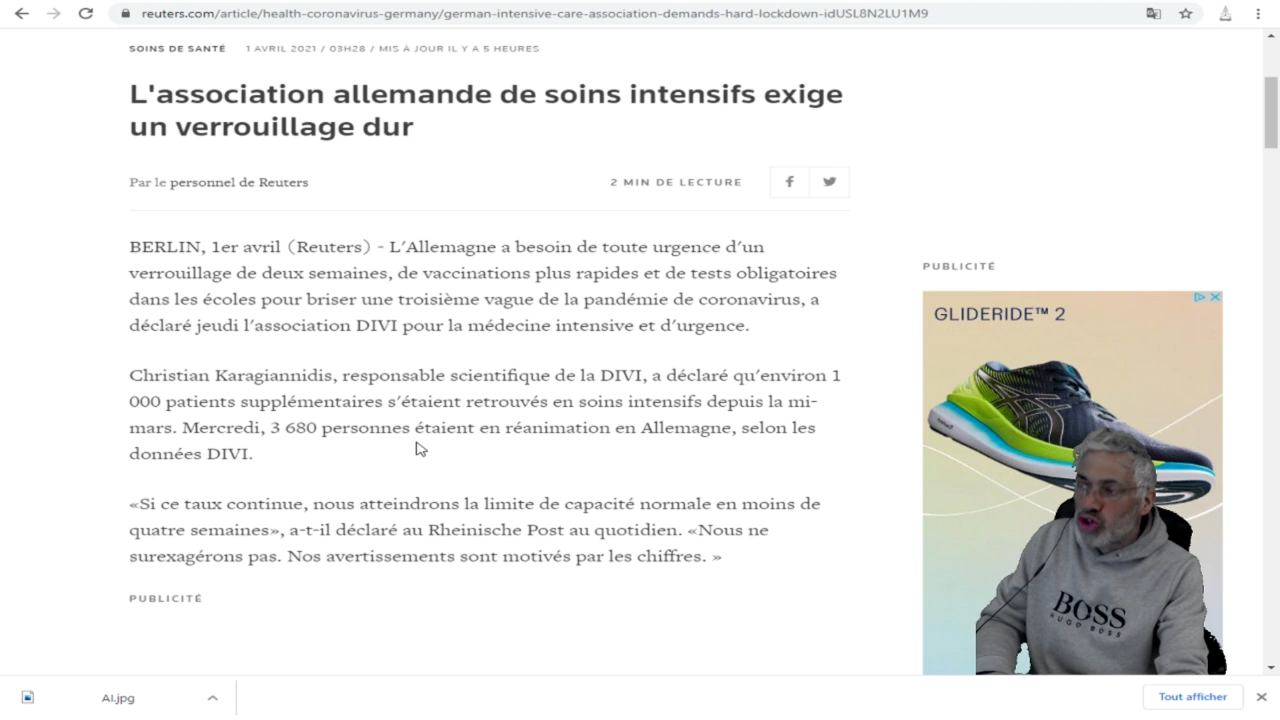 reuters.com/article/health-coronavirus-germany/german-intensive-care-association-demands-hard-lockdown-idUSL8N2LU1M9
SOINS DE SANTÉ 1 AVRIL 2021 / 03H28 / MIS À JOUR IL Y A 5 HEURES
L'association allemande de soins intensifs exige
un verrouillage dur
Par le personnel de Reuters
2 MIN DE LECTURE
BERLIN, 1er avril (Reuters) - L'Allemagne a besoin de toute urgence d'un
verrouillage de deux semaines, de vaccinations plus rapides et de tests obligatoires
dans les écoles pour briser une troisième vague de la pandémie de coronavirus, a
déclaré jeudi l'association DIVI pour la médecine intensive et d'urgence.
Christian Karagiannidis, responsable scientifique de la DIVI, a déclaré qu'environ 1
000 patients supplémentaires s'étaient retrouvés en soins intensifs depuis la mi-
mars. Mercredi, 3 680 personnes étaient en réanimation en Allemagne, selon les
données DIVI.
«Si ce taux continue, nous atteindrons la limite de capacité normale en moins de
quatre semaines», a-t-il déclaré au Rheinische Post au quotidien. «Nous ne
surexagérons pas. Nos avertissements sont motivés par les chiffres. »
PUBLICITÉ
PUBLICITÉ
GLIDERIDE™ 2
BOSS
HUGO BOSS
AI.jpg
Tout afficher